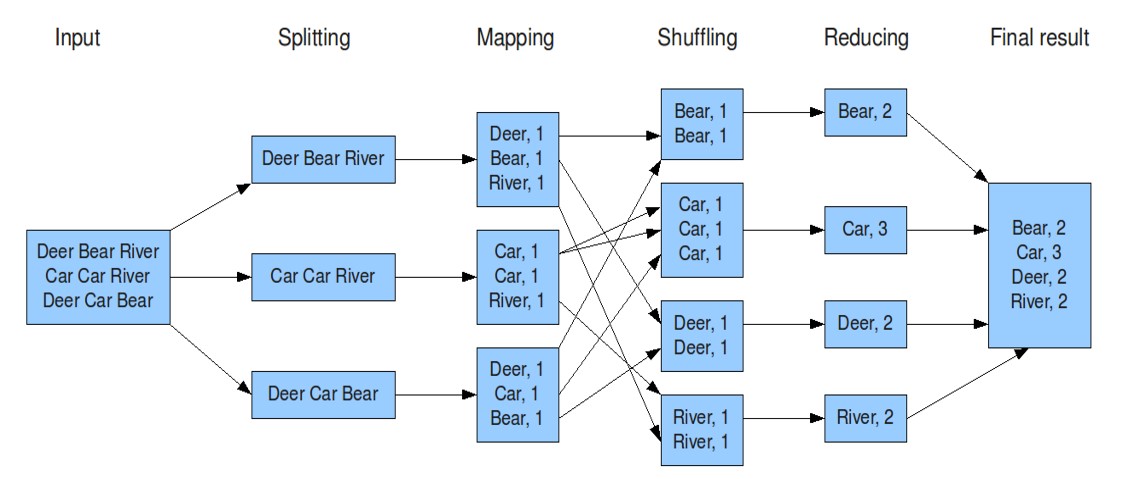 Input
Splitting
Mapping
Shuffling
Reducing
Final result
Deer Bear River
Car Car River
Deer Car Bear
Deer Bear River
Car Car River
Deer Car Bear
Deer, 1
Bear, 1
River, 1
Car, 1
Car, 1
River, 1
Deer, 1
Car, 1
Bear, 1
Bear, 1
Bear, 1
Car, 1
Car, 1
Car, 1
Deer, 1
Deer, 1
River, 1
River, 1
Bear, 2
Car, 3
Deer, 2
River, 2
Bear, 2
Car, 3
Deer, 2
River, 2